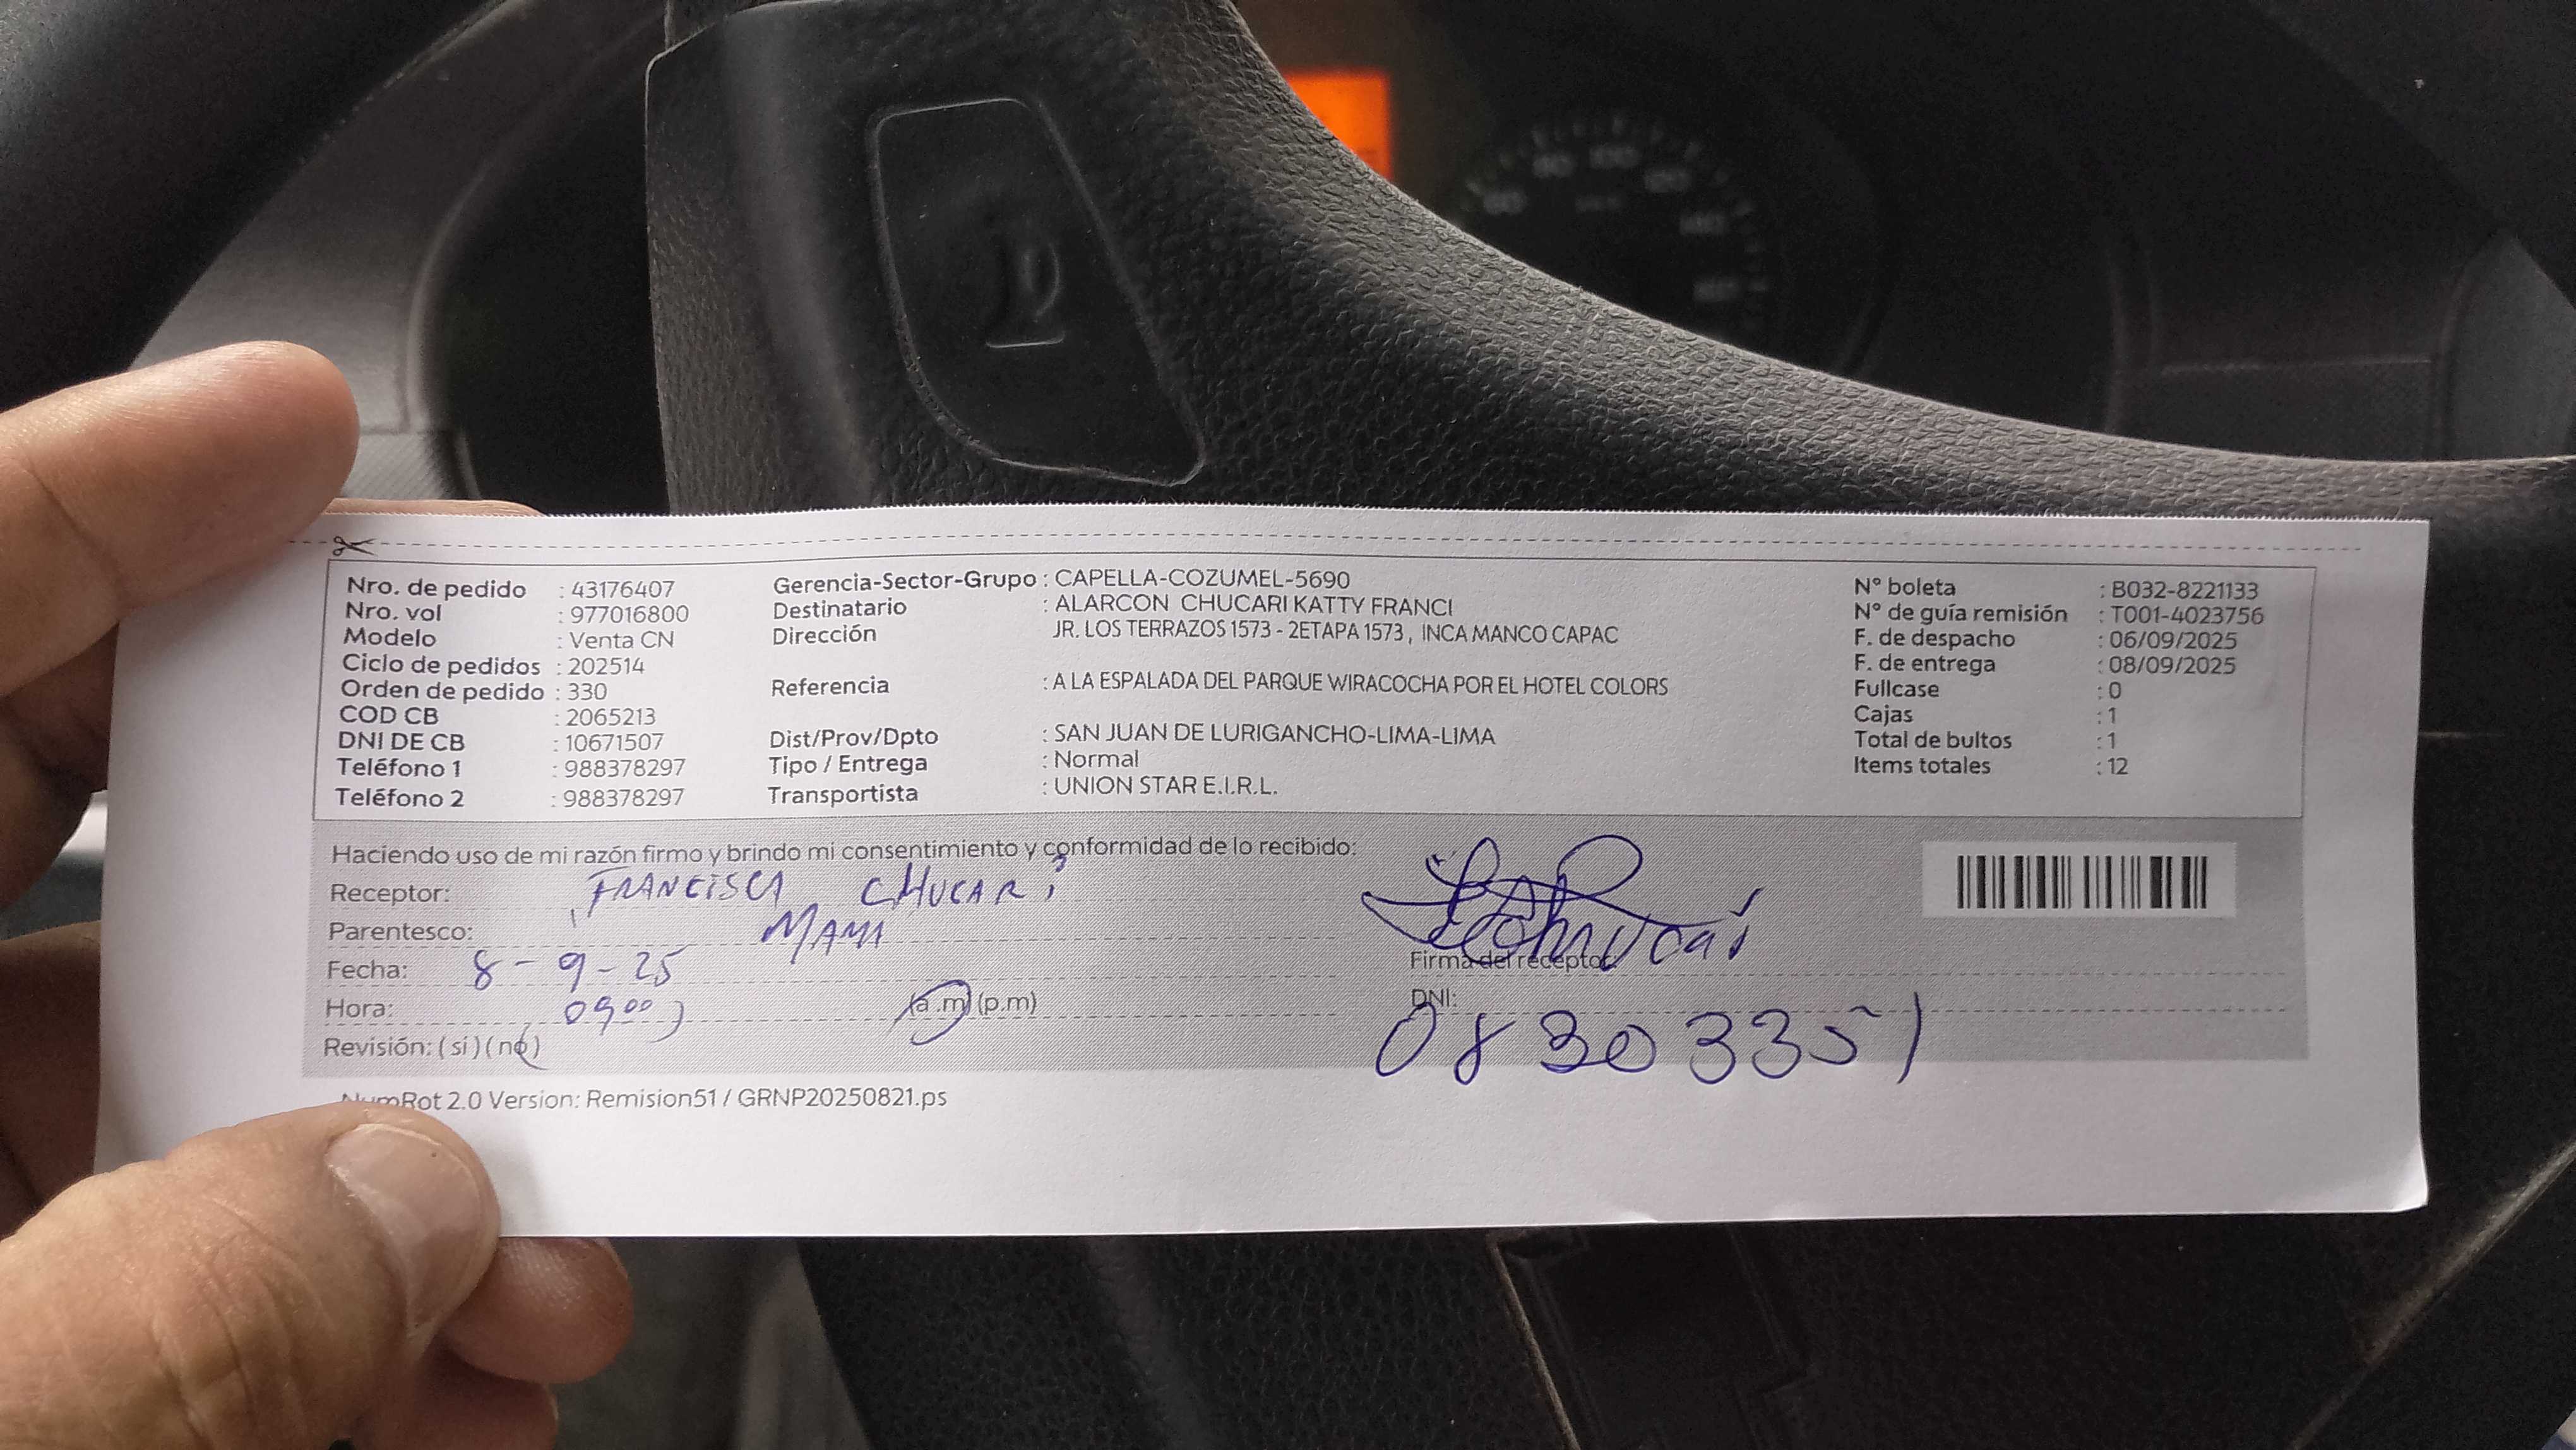 Nro. de pedido : 43176407
Nro. vol : 977016800
Modelo : Venta CN
Ciclo de pedidos : 202514
Orden de pedido : 330
COD CB : 2065213
DNI DE CB : 10671507
Teléfono 1 : 988378297
Teléfono 2 : 988378297
Gerencia-Sector-Grupo : CAPELLA-COZUMEL-5690
Destinatario : ALARCON CHUCARI KATTY FRANCI
Dirección JR. LOS TERRAZOS 1573 - 2ETAPA 1573 , INCA MANCO CAPAC
Referencia : A LA ESPALADA DEL PARQUE WIRACOCHA POR EL HOTEL COLORS
Dist/Prov/Dpto : SAN JUAN DE LURIGANCHO-LIMA-LIMA
Tipo / Entrega : Normal
Transportista : UNION STAR E.I.R.L.
N° boleta : B032-8221133
N° de guía remisión : T001-4023756
F. de despacho : 06/09/2025
F. de entrega : 08/09/2025
Fullcase : 0
Cajas : 1
Total de bultos : 1
Items totales : 12
Haciendo uso de mi razón firmo y brindo mi consentimiento y conformidad de lo recibido:
Receptor: FRANCISCA CHUCARI
Parentesco: MAMA
Fecha: 8-9-25
Hora: 0900 (a.m) (p.m)
Revisión: (sí) (no)
Chucari
Firma del receptor
DNI:
08303351
NumRot 2.0 Version: Remision51 / GRNP20250821.ps